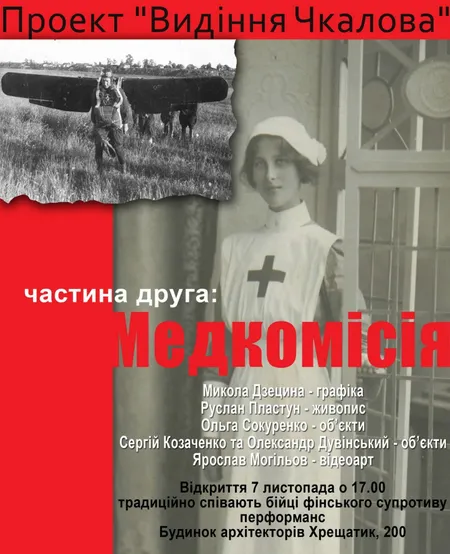 Проект "Видіння Чкалова"
частина друга:
Медкомісія
Микола Дзецина - графіка
Руслан Пластун - живопис
Ольга Сокуренко - об'єкти
Сергій Козаченко та Олександр Дувінський - об'єкти
Ярослав Могільов - відеоарт
Відкриття 7 листопада о 17.00
традиційно співають бійці фінського супротиву
перформанс
Будинок архітекторів Хрещатик, 200